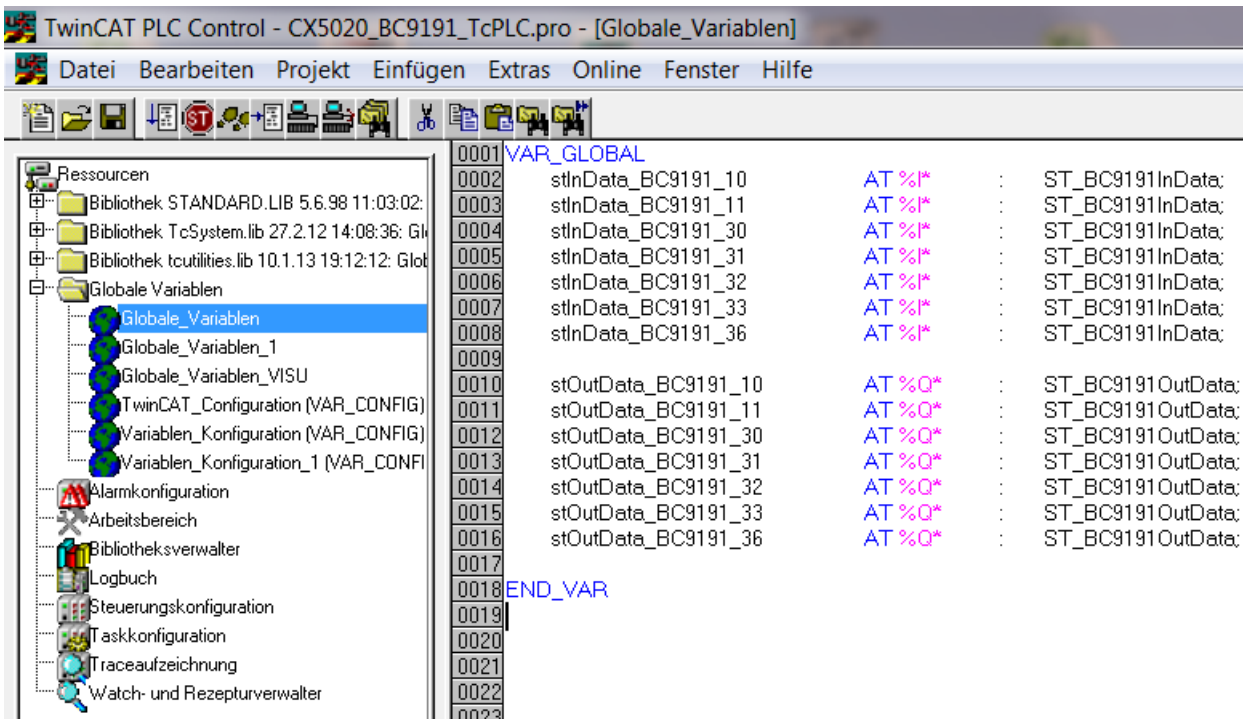 TwinCAT PLC Control - CX5020_BC9191_TcPLC.pro - [Globale_Variablen]
Datei Bearbeiten Projekt Einfügen Extras Online Fenster Hilfe
Ressourcen
Bibliothek STANDARD.LIB 5.6.98 11:03:02:
Bibliothek TcSystem.lib 27.2.12 14:08:36: Gl
Bibliothek tcutilities.lib 10.1.13 19:12:12: Glob
Globale Variablen
Globale_Variablen
Globale_Variablen_1
Globale_Variablen_VISU
TwinCAT_Configuration (VAR_CONFIG)
Variablen_Konfiguration (VAR_CONFIG)
Variablen_Konfiguration_1 (VAR_CONFI
Alarmkonfiguration
Arbeitsbereich
Bibliotheksverwalter
Logbuch
Steuerungskonfiguration
Taskkonfiguration
Traceaufzeichnung
Watch- und Rezepturverwalter
0001 VAR_GLOBAL
0002 stInData_BC9191_10 AT %I* : ST_BC9191InData;
0003 stInData_BC9191_11 AT %I* : ST_BC9191InData;
0004 stInData_BC9191_30 AT %I* : ST_BC9191InData;
0005 stInData_BC9191_31 AT %I* : ST_BC9191InData;
0006 stInData_BC9191_32 AT %I* : ST_BC9191InData;
0007 stInData_BC9191_33 AT %I* : ST_BC9191InData;
0008 stInData_BC9191_36 AT %I* : ST_BC9191InData;
0009
0010 stOutData_BC9191_10 AT %Q* : ST_BC9191OutData;
0011 stOutData_BC9191_11 AT %Q* : ST_BC9191OutData;
0012 stOutData_BC9191_30 AT %Q* : ST_BC9191OutData;
0013 stOutData_BC9191_31 AT %Q* : ST_BC9191OutData;
0014 stOutData_BC9191_32 AT %Q* : ST_BC9191OutData;
0015 stOutData_BC9191_33 AT %Q* : ST_BC9191OutData;
0016 stOutData_BC9191_36 AT %Q* : ST_BC9191OutData;
0017
0018 END_VAR
0019
0020
0021
0022
0023